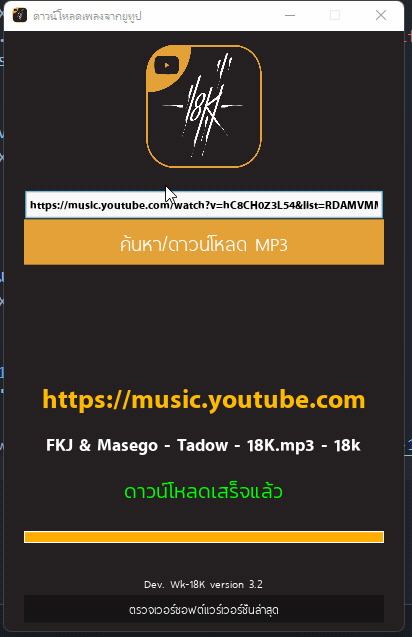 ดาวน์โหลดเพลงจากยูทูป
18K
https://music.youtube.com/watch?v=hC8CH0Z3L54&list=RDAMVM
ค้นหา/ดาวน์โหลด MP3
https://music.youtube.com
FKJ & Masego - Tadow - 18K.mp3 - 18k
ดาวน์โหลดเสร็จแล้ว
Dev. Wk-18K version 3.2
ตรวจเวอร์ซอฟต์แวร์เวอร์ชันล่าสุด